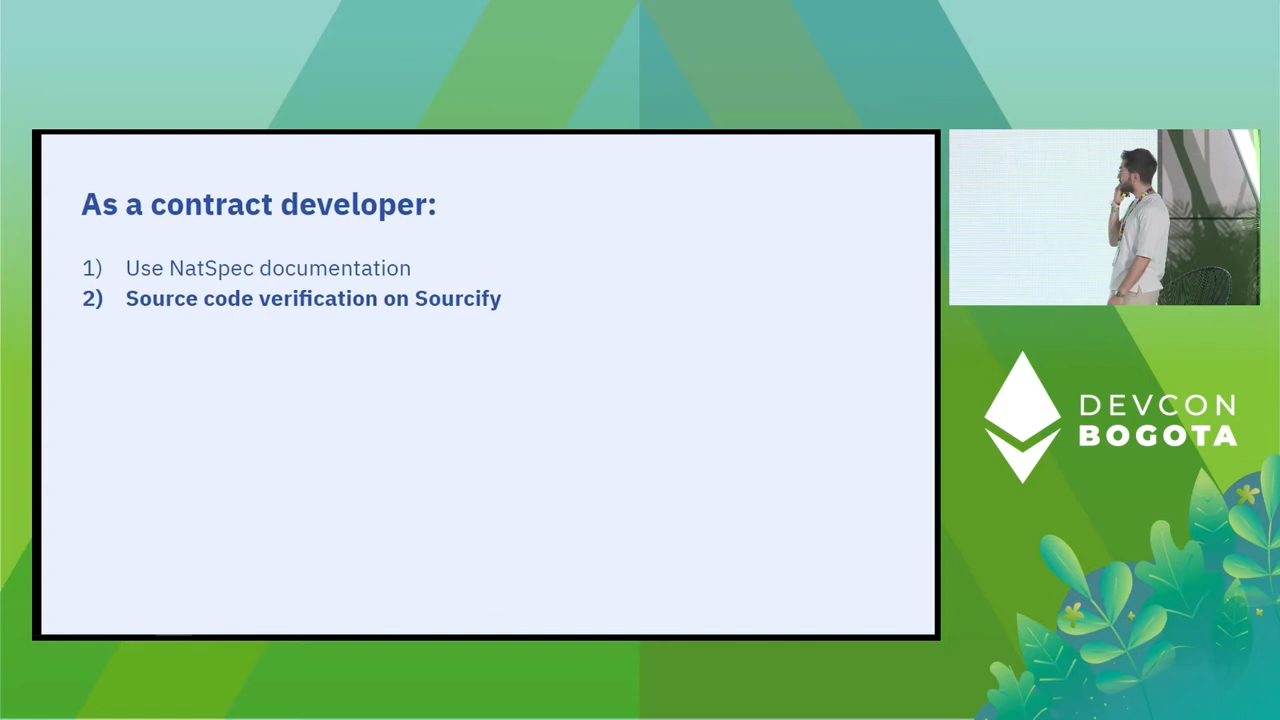 As a contract developer:
1) Use NatSpec documentation
2) Source code verification on Sourcify
DEVCON
BOGOTA